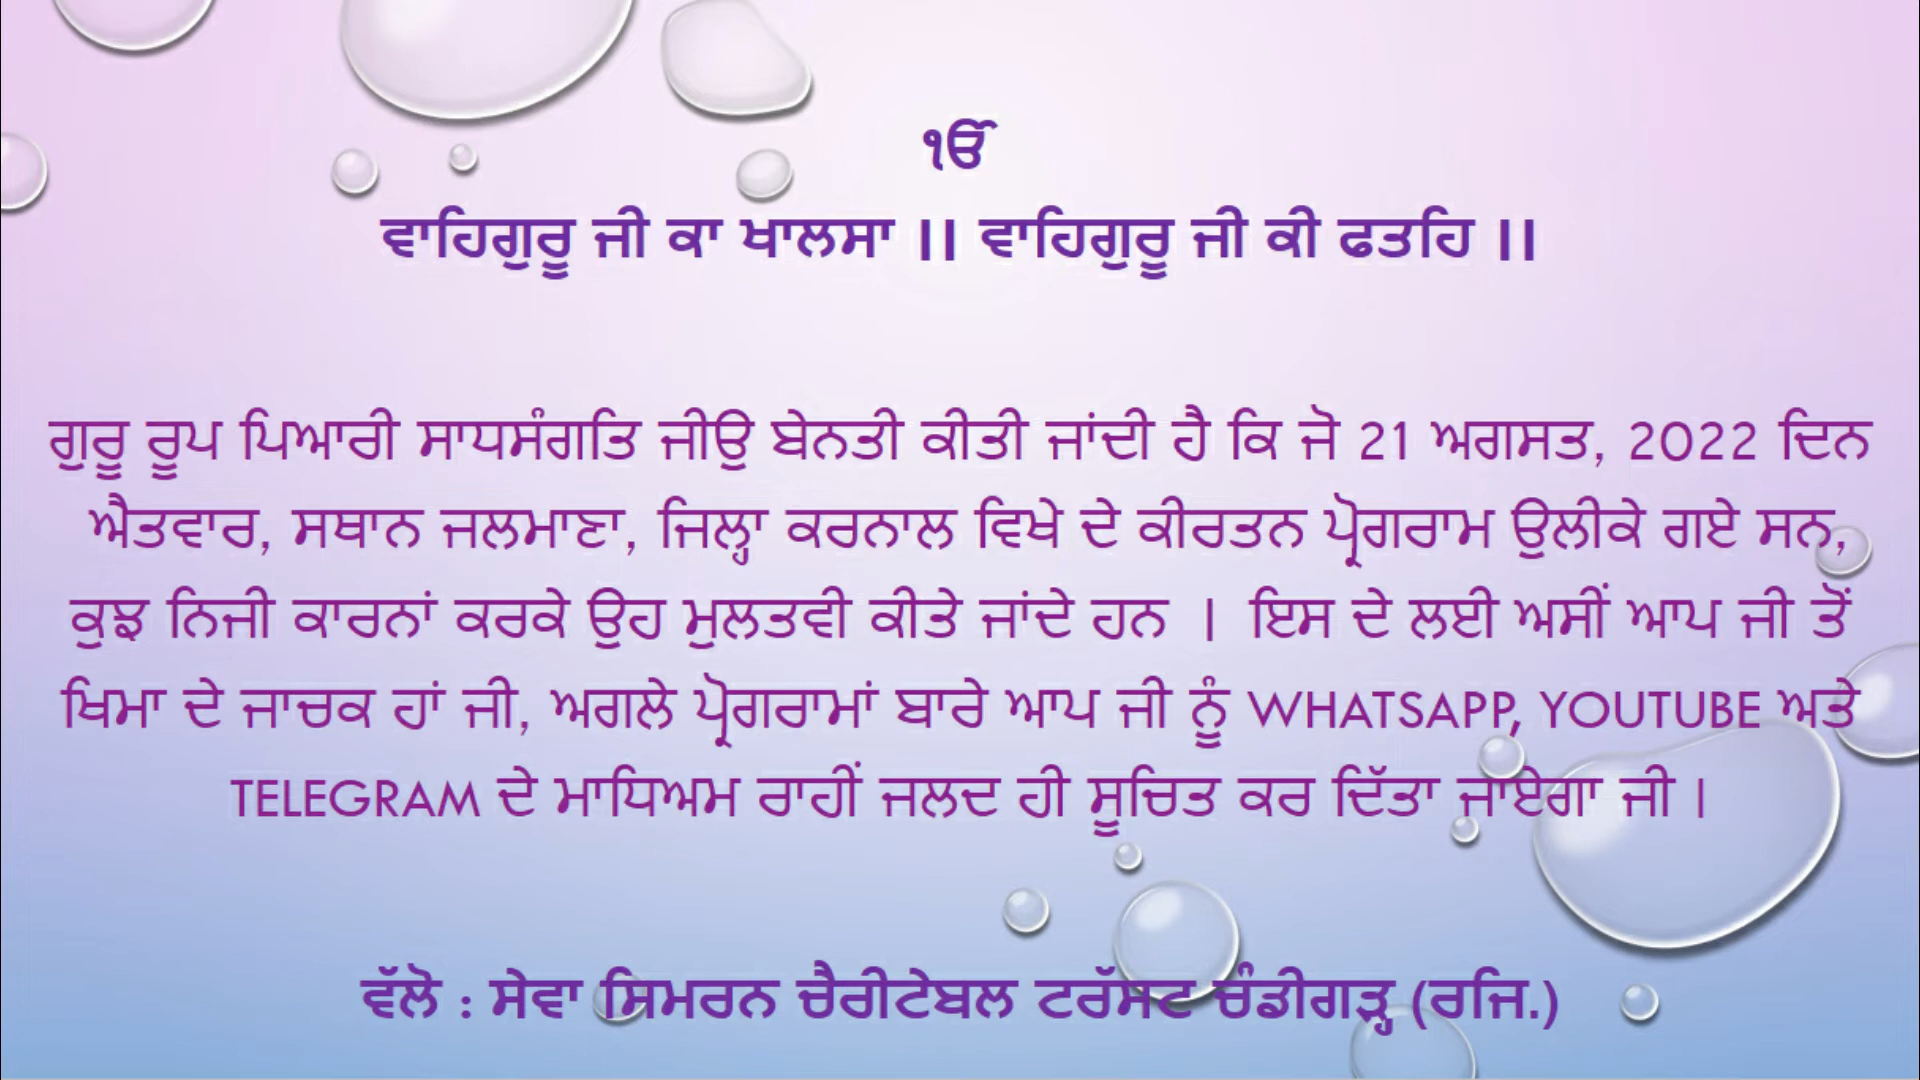 ੴ
ਵਾਹਿਗੁਰੂ ਜੀ ਕਾ ਖਾਲਸਾ ।। ਵਾਹਿਗੁਰੂ ਜੀ ਕੀ ਫਤਹਿ ।।
ਗੁਰੂ ਰੂਪ ਪਿਆਰੀ ਸਾਧਸੰਗਤਿ ਜੀਉ ਬੇਨਤੀ ਕੀਤੀ ਜਾਂਦੀ ਹੈ ਕਿ ਜੋ 21 ਅਗਸਤ, 2022 ਦਿਨ
ਐਤਵਾਰ, ਸਥਾਨ ਜਲਮਾਣਾ, ਜਿਲ੍ਹਾ ਕਰਨਾਲ ਵਿਖੇ ਦੇ ਕੀਰਤਨ ਪ੍ਰੋਗਰਾਮ ਉਲੀਕੇ ਗਏ ਸਨ,
ਕੁਝ ਨਿਜੀ ਕਾਰਨਾਂ ਕਰਕੇ ਉਹ ਮੁਲਤਵੀ ਕੀਤੇ ਜਾਂਦੇ ਹਨ । ਇਸ ਦੇ ਲਈ ਅਸੀਂ ਆਪ ਜੀ ਤੋਂ
ਖਿਮਾ ਦੇ ਜਾਚਕ ਹਾਂ ਜੀ, ਅਗਲੇ ਪ੍ਰੋਗਰਾਮਾਂ ਬਾਰੇ ਆਪ ਜੀ ਨੂੰ WHATSAPP, YOUTUBE ਅਤੇ
TELEGRAM ਦੇ ਮਾਧਿਅਮ ਰਾਹੀਂ ਜਲਦ ਹੀ ਸੂਚਿਤ ਕਰ ਦਿੱਤਾ ਜਾਏਗਾ ਜੀ ।
ਵੱਲੋ : ਸੇਵਾ ਸਿਮਰਨ ਚੈਰੀਟੇਬਲ ਟਰੱਸਟ ਚੰਡੀਗੜ੍ਹ (ਰਜਿ.)